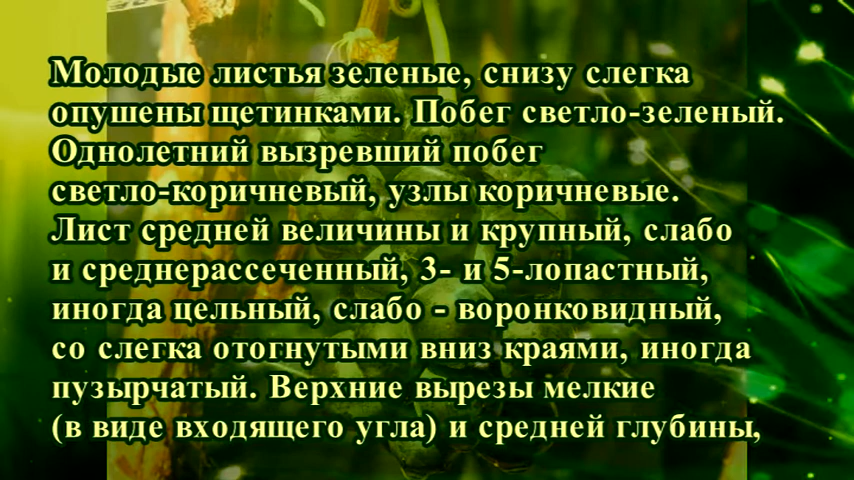 Молодые листья зеленые, снизу слегка
опушены щетинками. Побег светло-зеленый.
Однолетний вызревший побег
светло-коричневый, узлы коричневые.
Лист средней величины и крупный, слабо
и среднерассеченный, 3- и 5-лопастный,
иногда цельный, слабо - воронковидный,
со слегка отогнутыми вниз краями, иногда
пузырчатый. Верхние вырезы мелкие
(в виде входящего угла) и средней глубины,